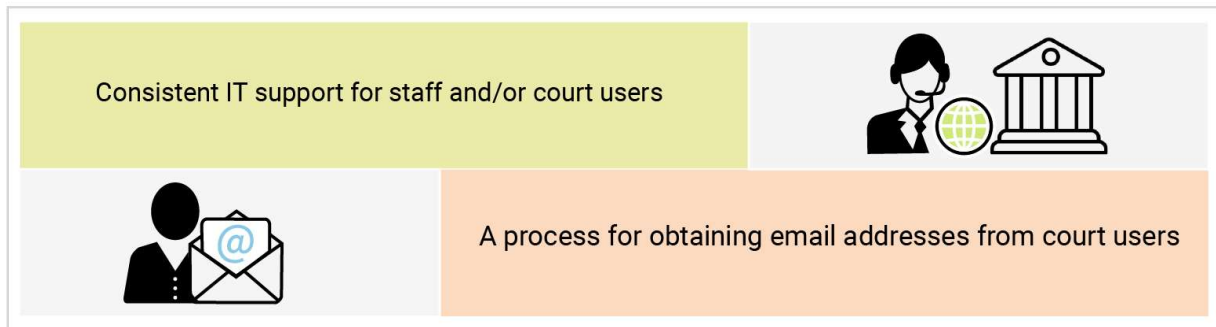 Consistent IT support for staff and/or court users
@
A process for obtaining email addresses from court users